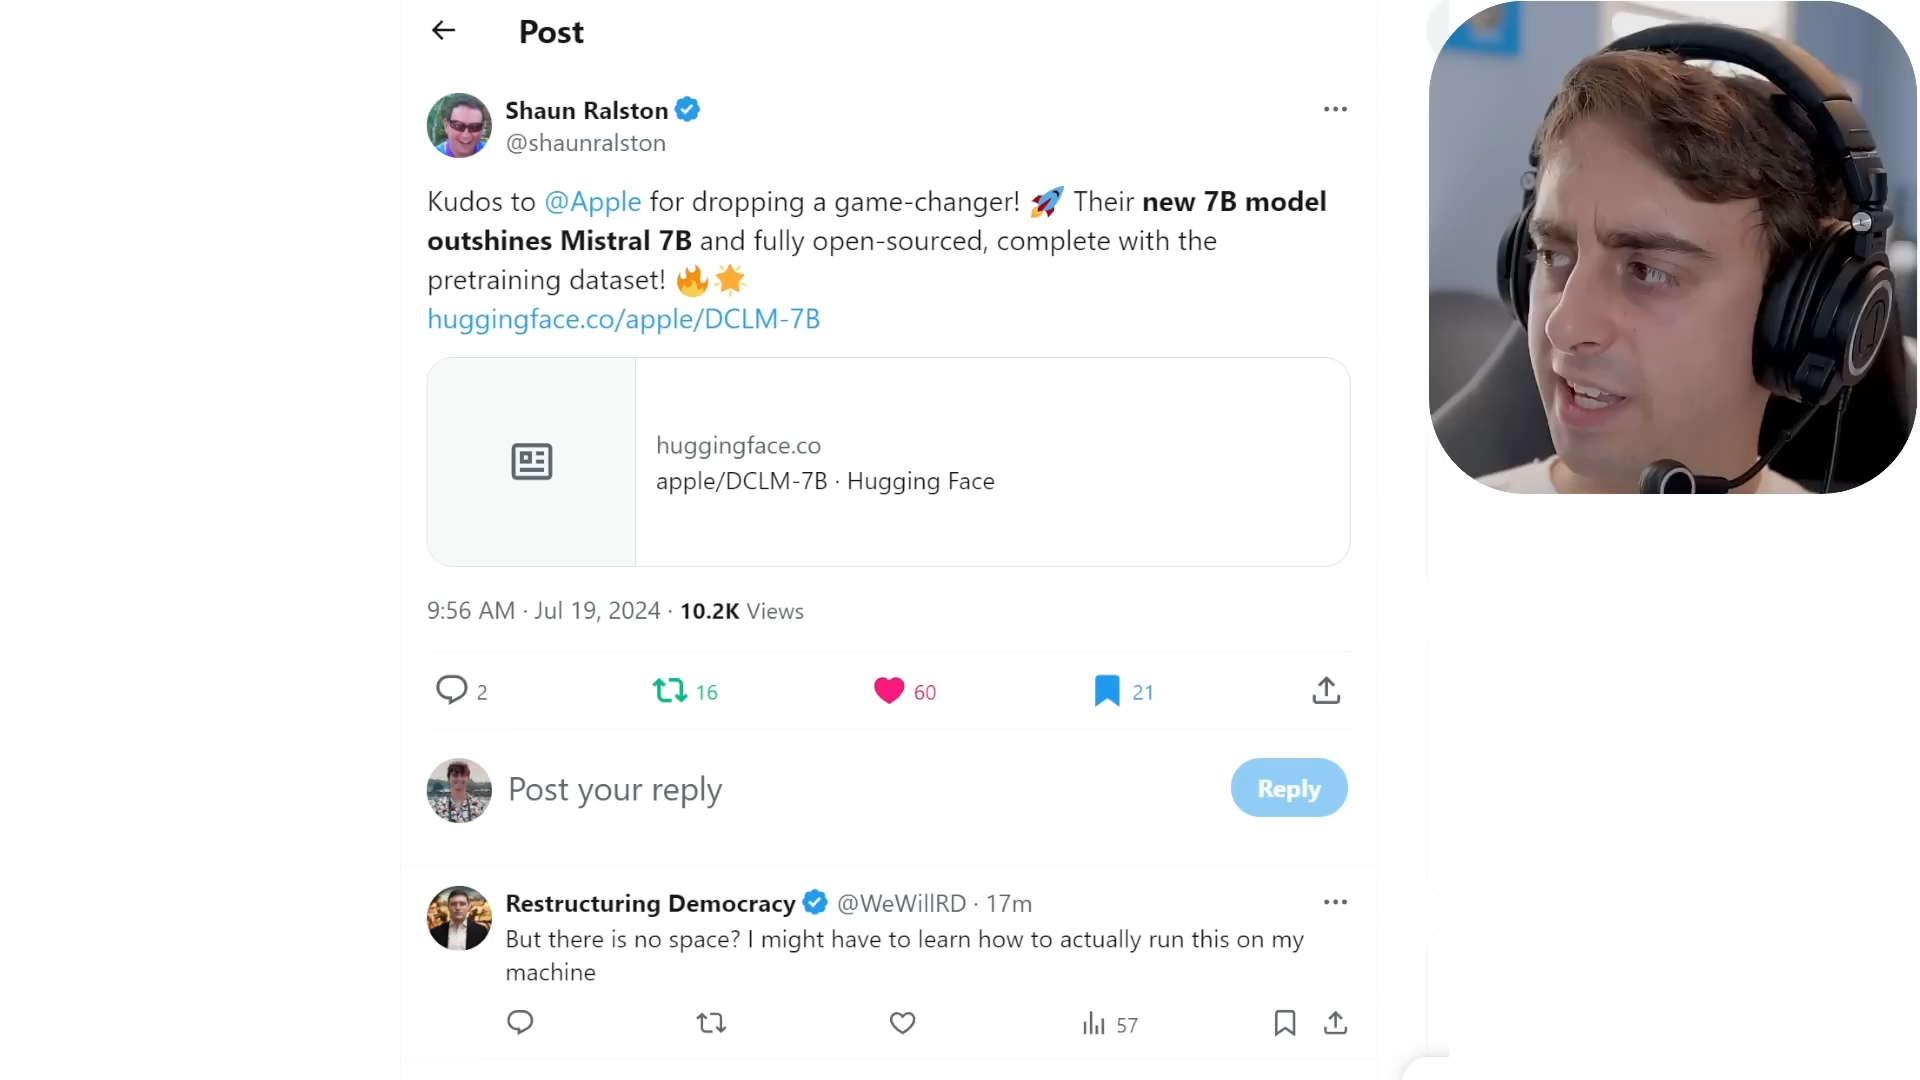 Post
Shaun Ralston
@shaunralston
Kudos to @Apple for dropping a game-changer! 🚀 Their new 7B model
outshines Mistral 7B and fully open-sourced, complete with the
pretraining dataset! 🔥🌟
huggingface.co/apple/DCLM-7B
huggingface.co
apple/DCLM-7B · Hugging Face
9:56 AM · Jul 19, 2024 · 10.2K Views
2 16 60 21
Post your reply
Reply
Restructuring Democracy @WeWillRD · 17m
But there is no space? I might have to learn how to actually run this on my
machine
57